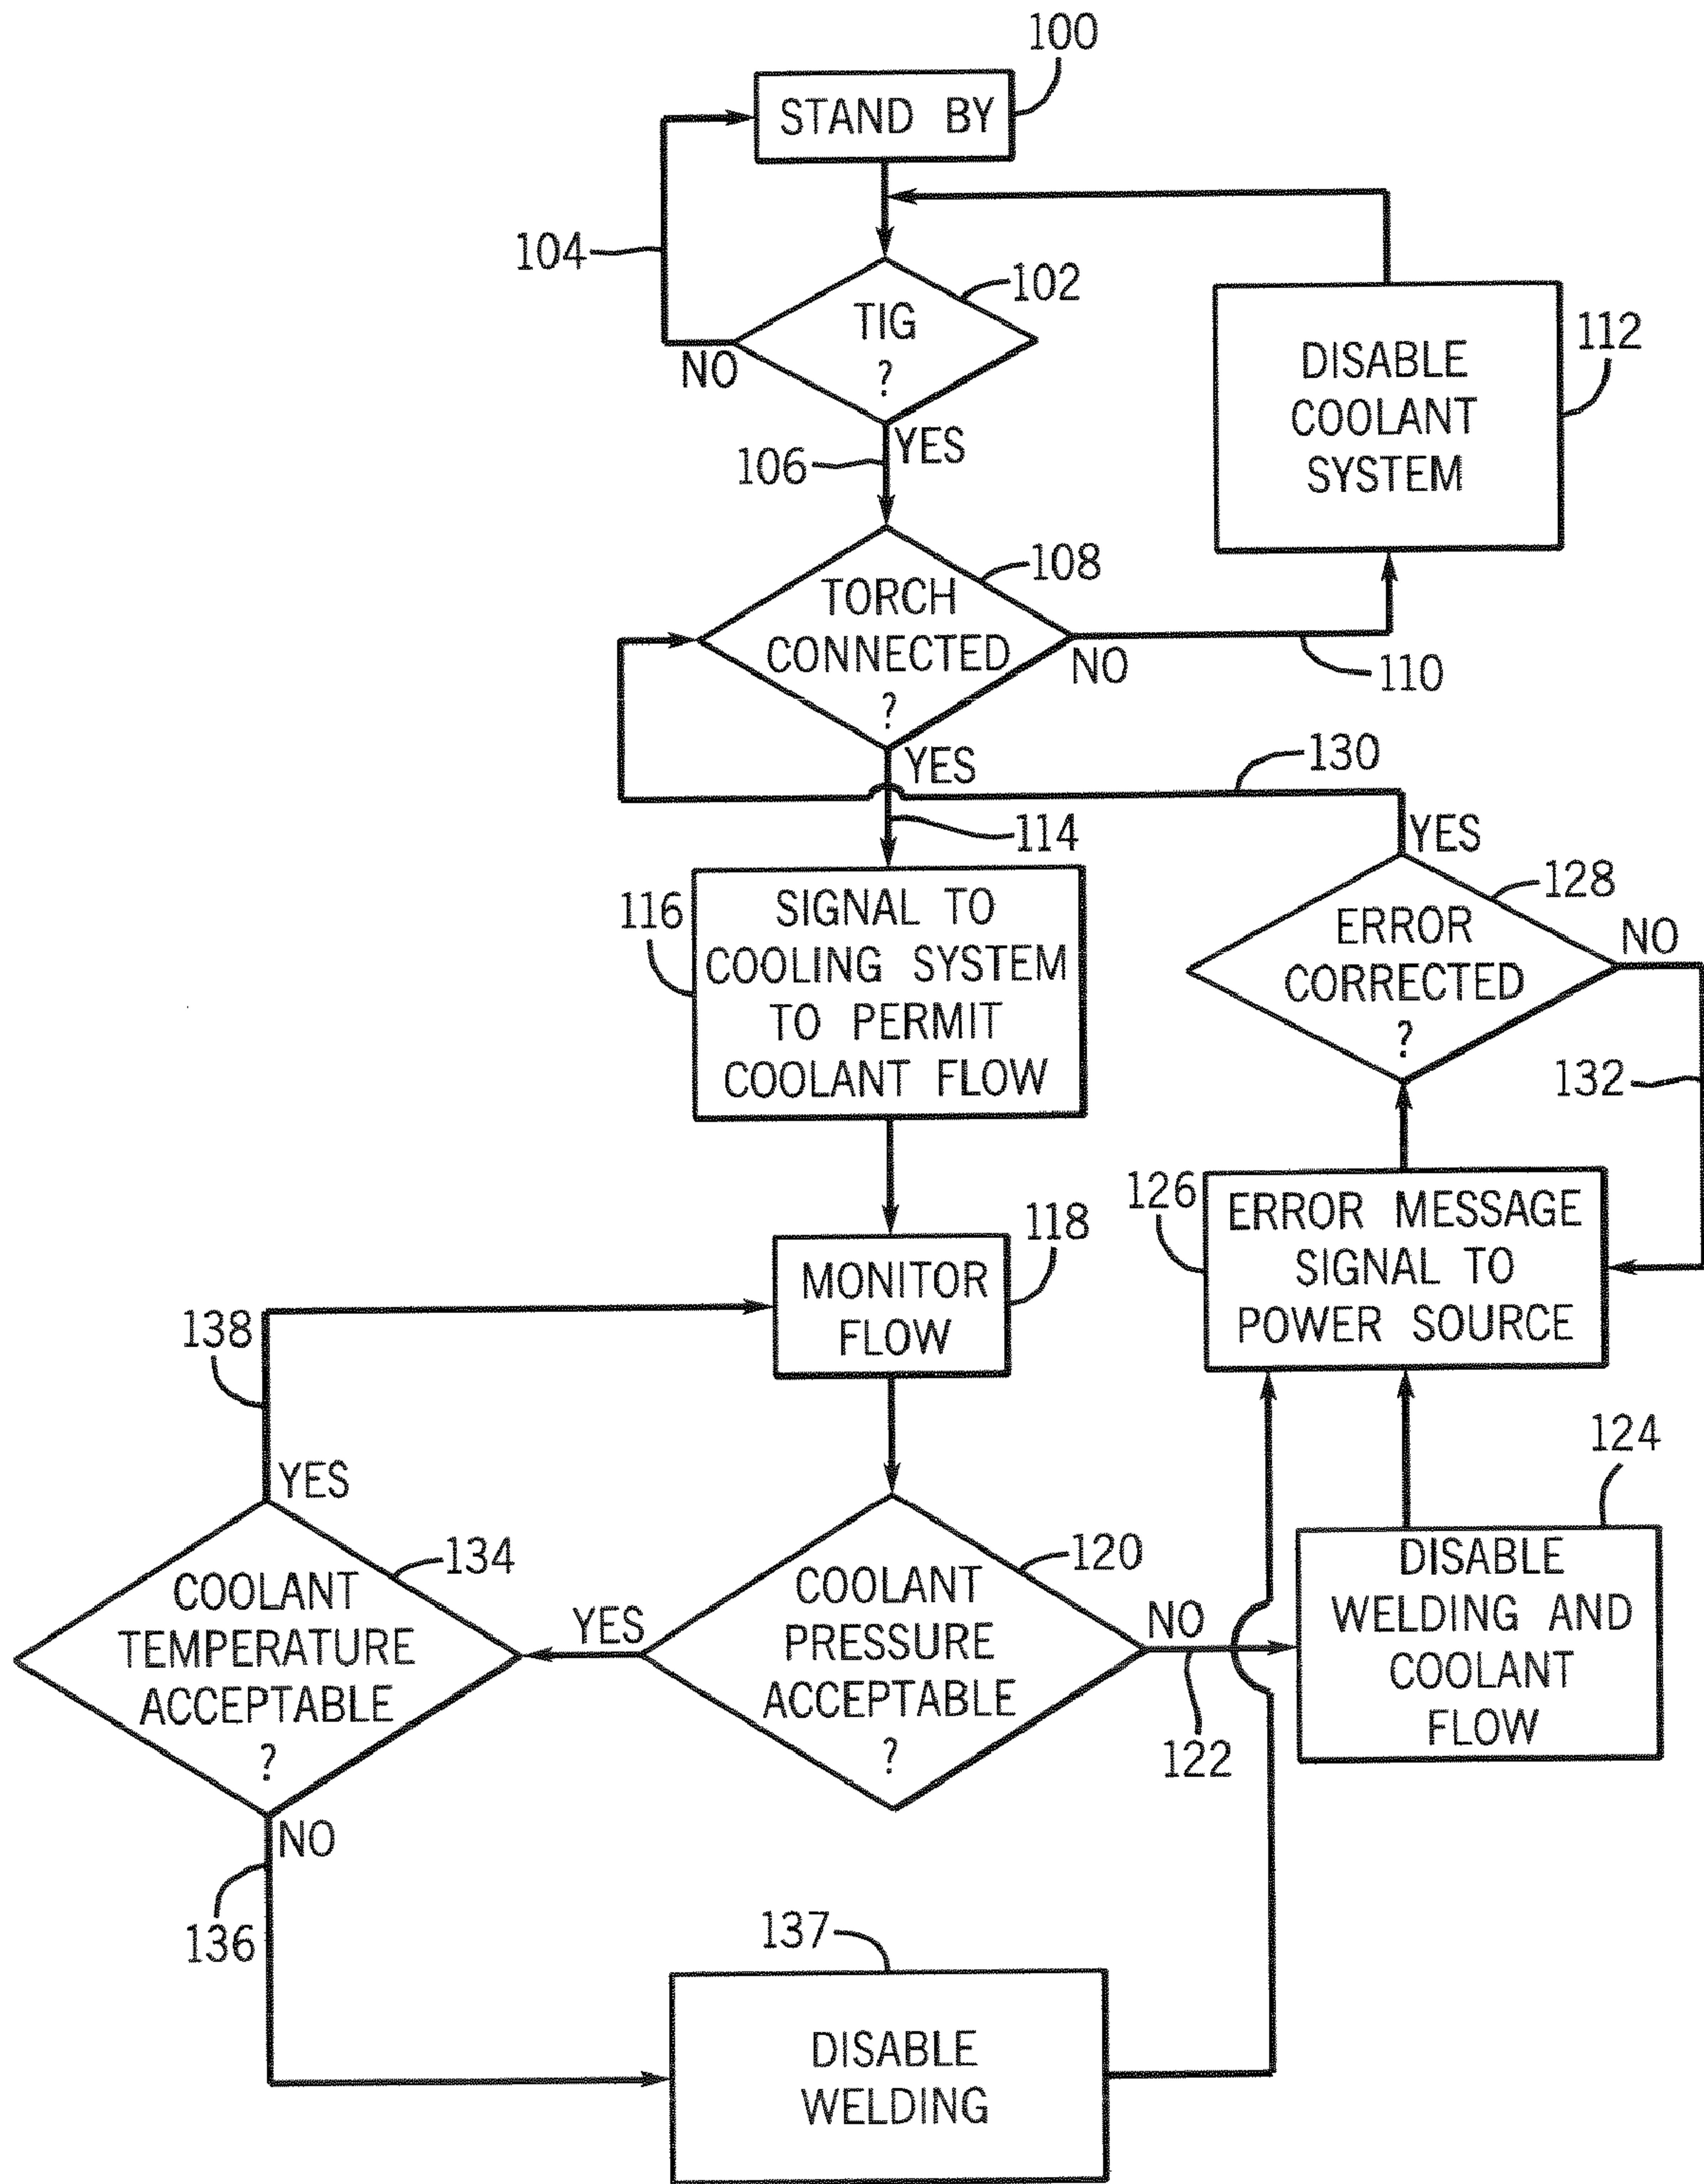 100
STAND BY
104
102
TIG
?
NO
YES
106
112
DISABLE
COOLANT
SYSTEM
108
TORCH
CONNECTED
?
NO
110
YES
130
114
YES
116
SIGNAL TO
COOLING SYSTEM
TO PERMIT
COOLANT FLOW
128
ERROR
CORRECTED
?
NO
132
118
MONITOR
FLOW
126
ERROR MESSAGE
SIGNAL TO
POWER SOURCE
138
YES
134
COOLANT
TEMPERATURE
ACCEPTABLE
?
YES
120
COOLANT
PRESSURE
ACCEPTABLE
?
NO
122
124
DISABLE
WELDING AND
COOLANT
FLOW
NO
136
137
DISABLE
WELDING